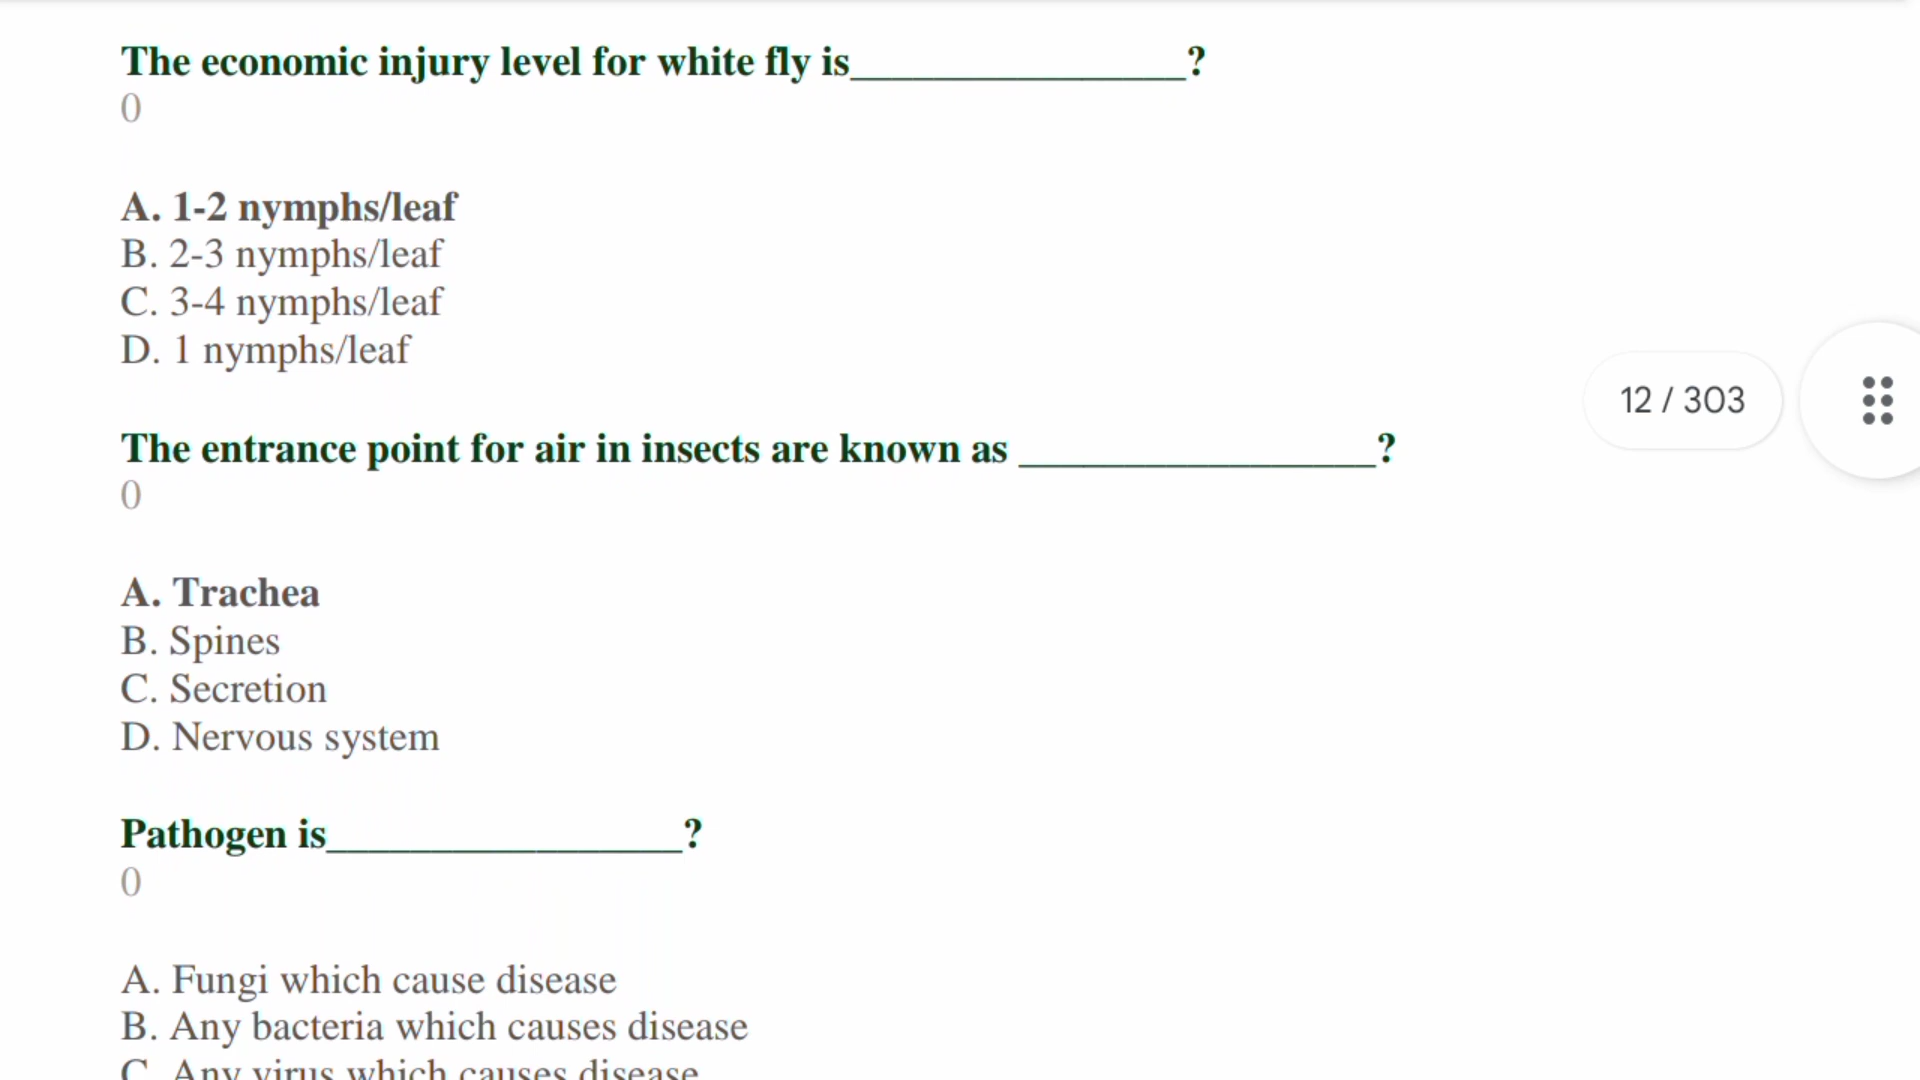 The economic injury level for white fly is________________?
0
A. 1-2 nymphs/leaf
B. 2-3 nymphs/leaf
C. 3-4 nymphs/leaf
D. 1 nymphs/leaf
12 / 303
The entrance point for air in insects are known as _________________?
0
A. Trachea
B. Spines
C. Secretion
D. Nervous system
Pathogen is_________________?
0
A. Fungi which cause disease
B. Any bacteria which causes disease
C. Any virus which causes disease